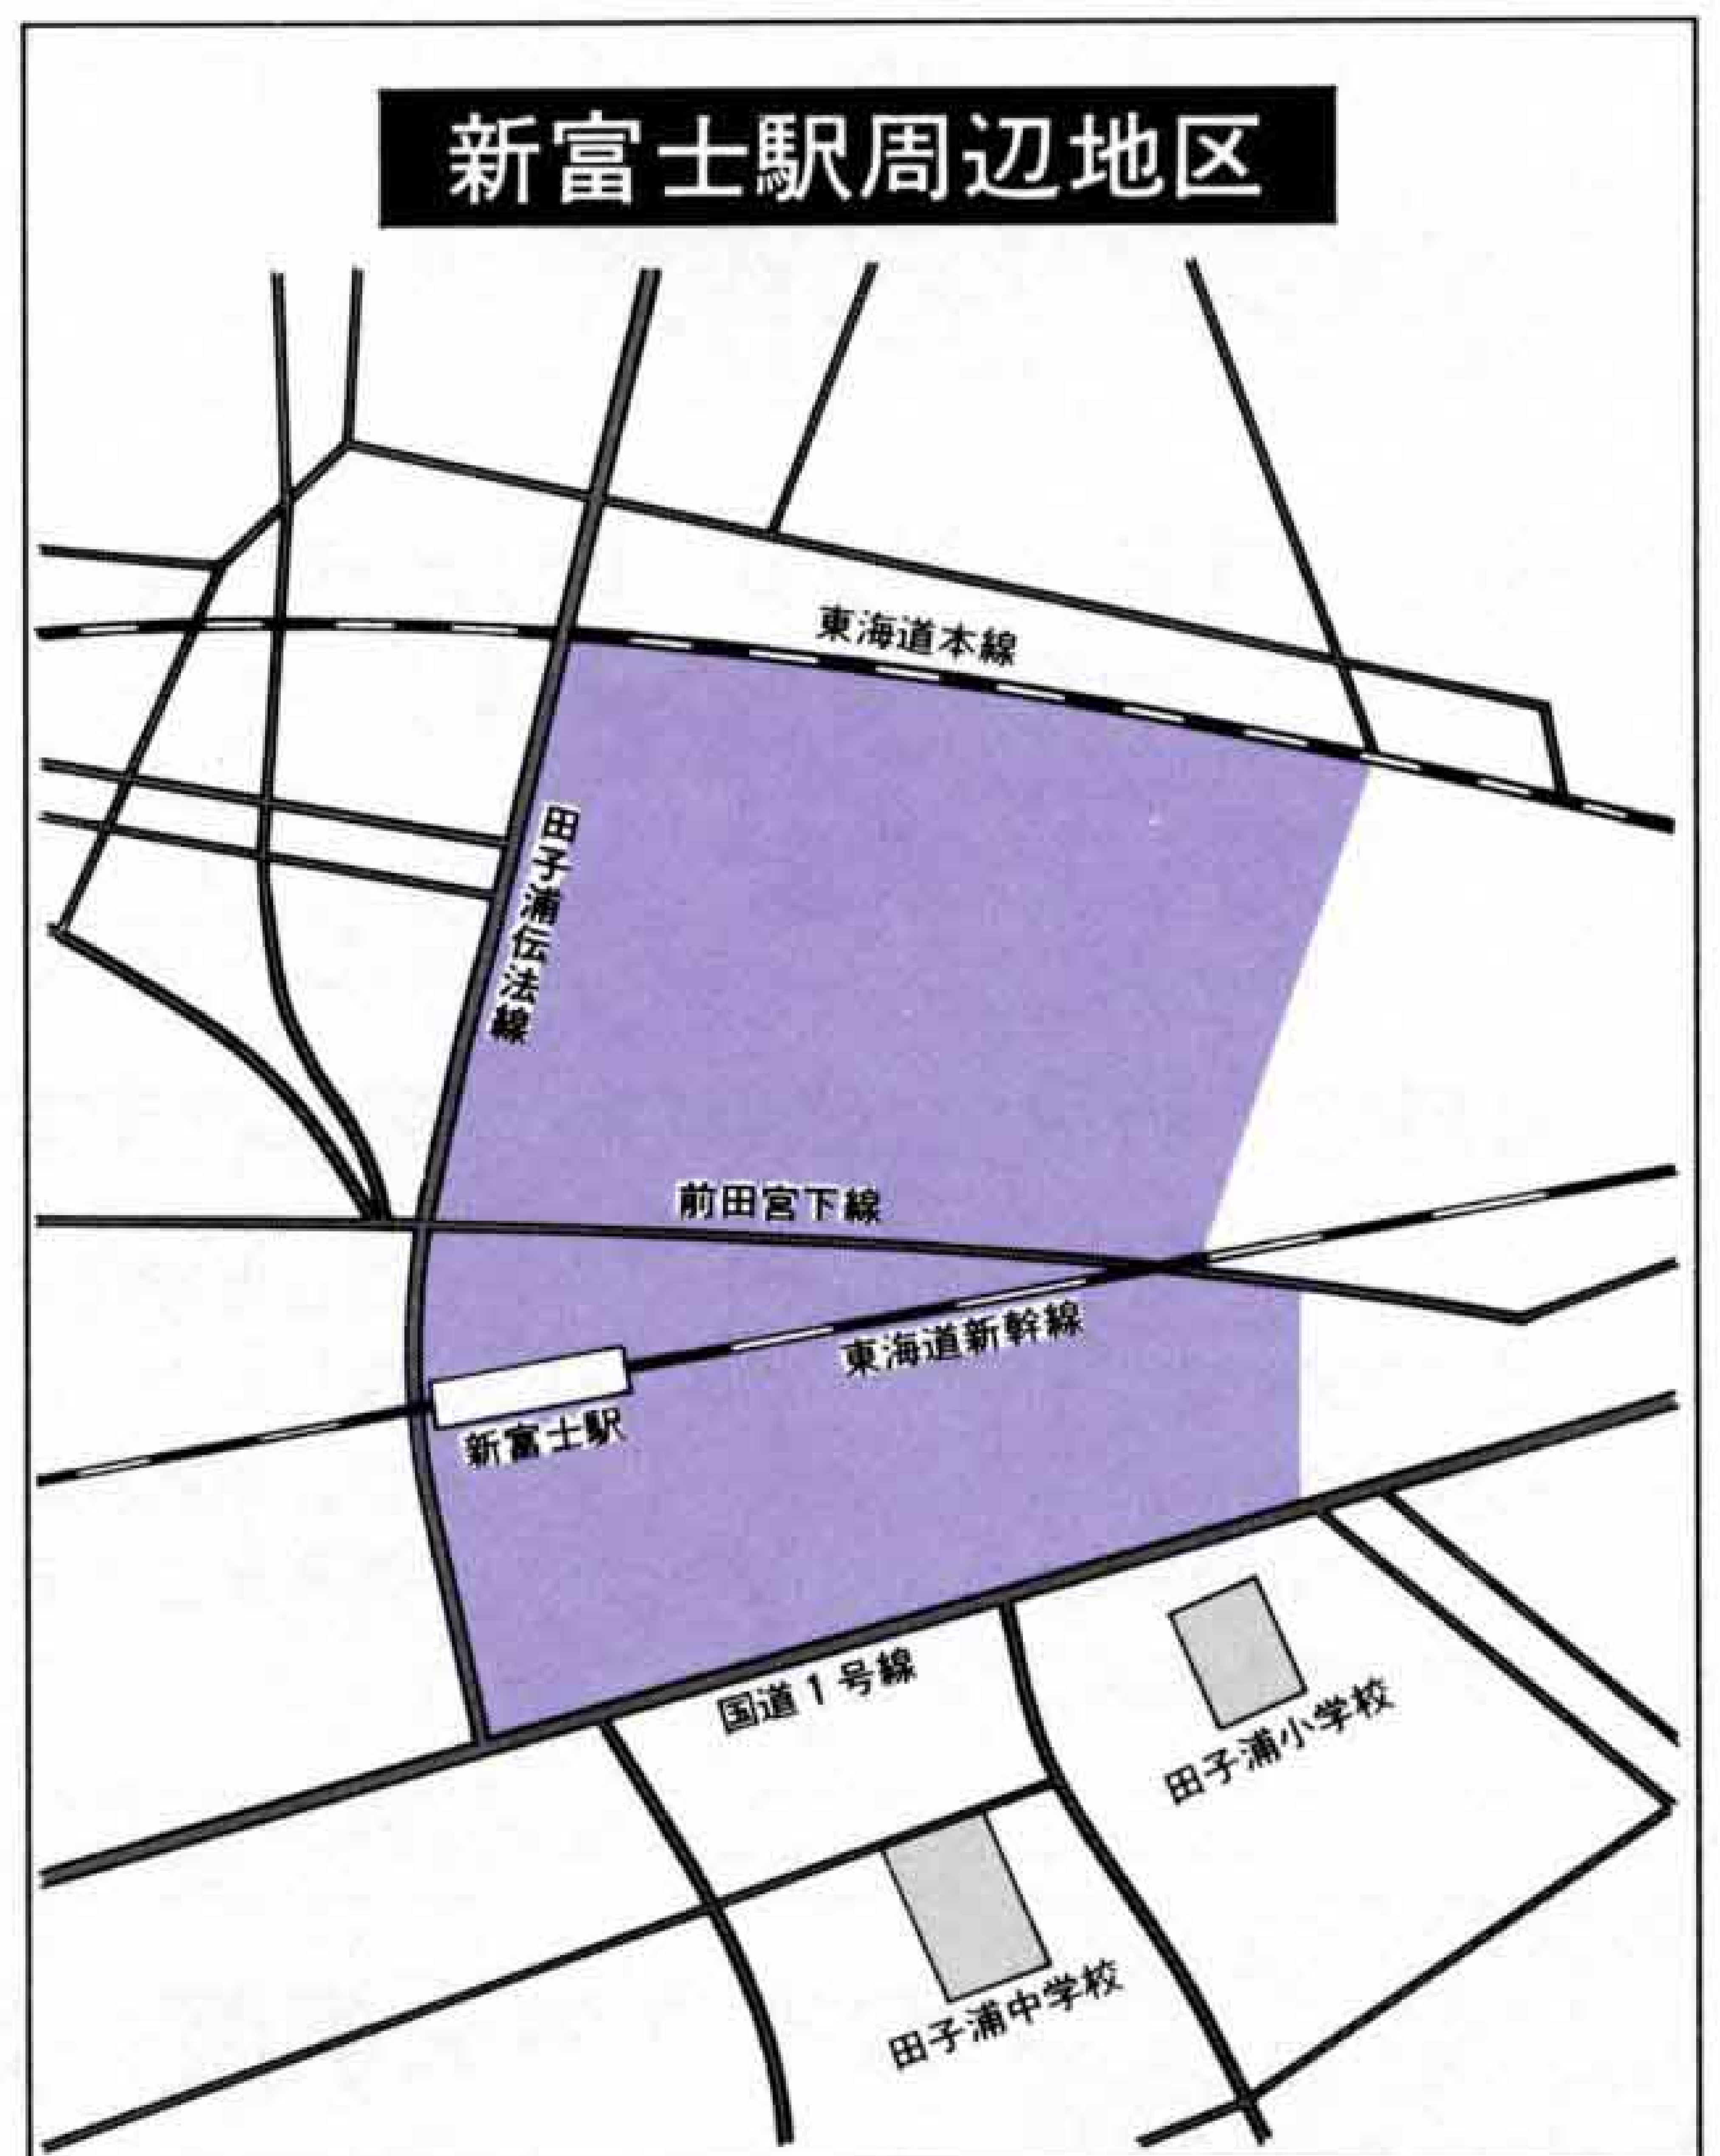 新富士駅周辺地区
東海道本線
田子浦伝法線
前田宮下線
東海道新幹線
新富士駅
国道1号線
田子浦小学校
田子浦中学校